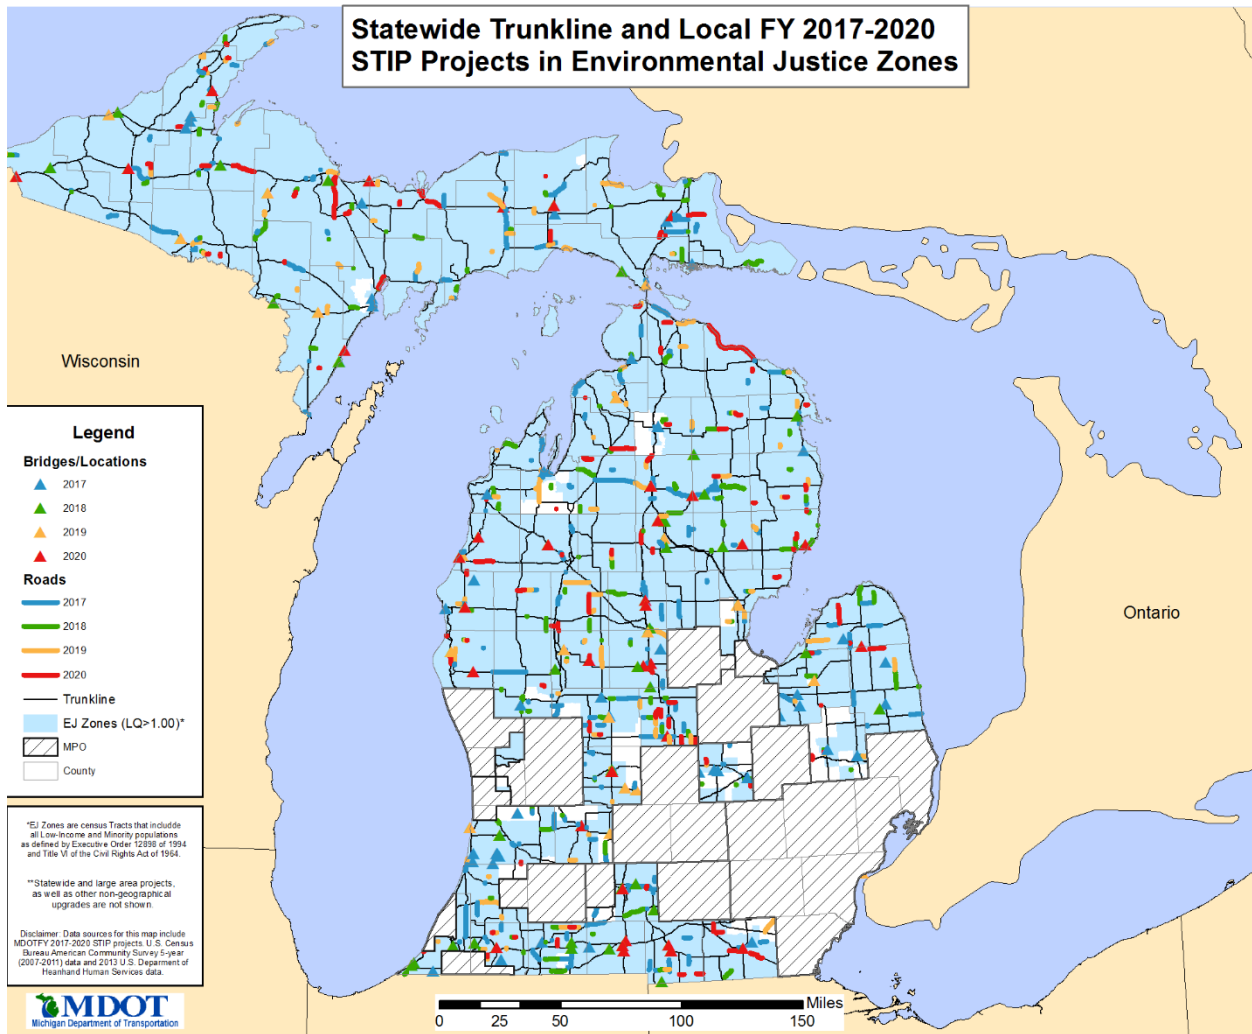 Statewide Trunkline and Local FY 2017-2020
STIP Projects in Environmental Justice Zones
Wisconsin
Ontario
Legend
Bridges/Locations
2017
2018
2019
2020
Roads
2017
2018
2019
2020
Trunkline
EJ Zones (LQ>1.00)*
MPO
County
*EJ Zones are census Tracts that includde
all Low-Income and Minority populations
as defined by Executive Order 12898 of 1994
and Title VI of the Civil Rights Act of 1964.
**Statewide and large area projects,
as well as other non-geographical
upgrades are not shown.
Disclaimer: Data sources for this map include
MDOTFY 2017-2020 STIP projects. U.S. Census
Bureau American Community Survey 5-year
(2007-2011) data and 2013 U.S. Deparment of
Heanhand Human Services data.
MDOT
Michigan Department of Transportation
Miles
0 25 50 100 150